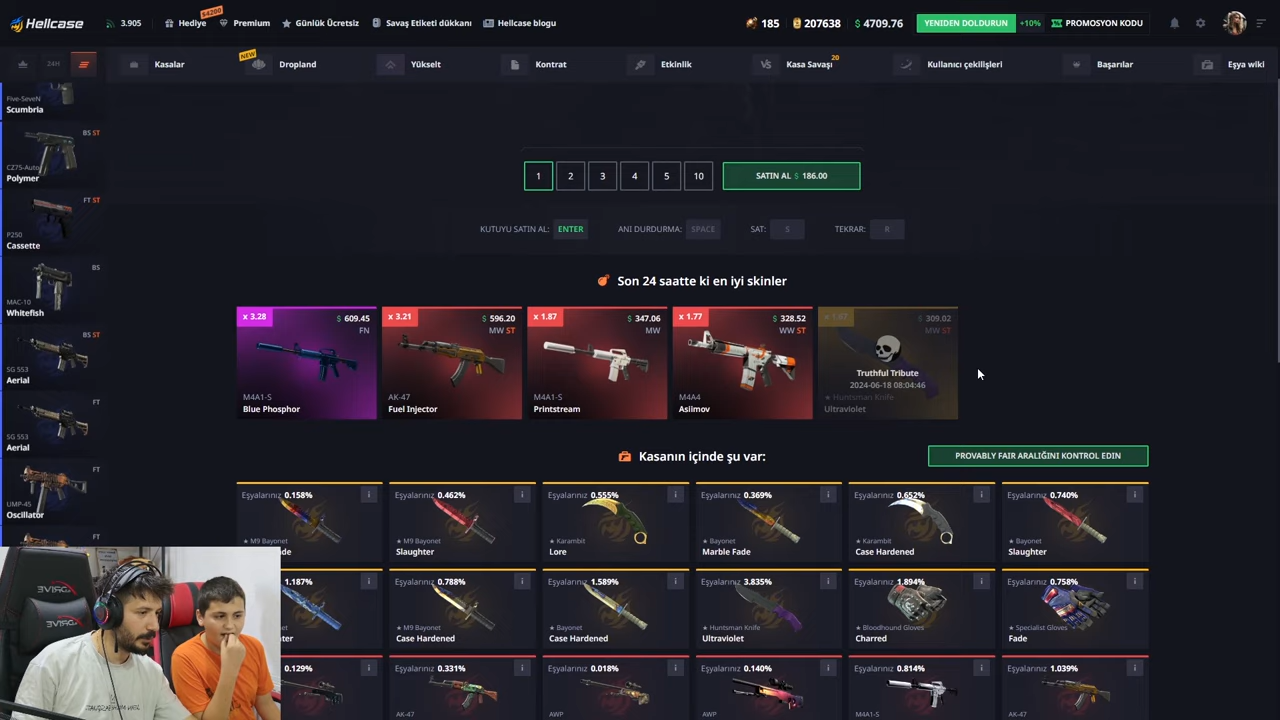 Hellcase
3.905
Hediye
$4200
Premium
Günlük Ücretsiz
Savaş Etiketi dükkanı
Hellcase blogu
185
207638
$ 4709.76
YENİDEN DOLDURUN
+10%
PROMOSYON KODU
24H
Kasalar
NEW
Dropland
Yükselt
Kontrat
Etkinlik
VS
Kasa Savaşı
20
Kullanıcı çekilişleri
Başarılar
Eşya wiki
Five-SeveN
Scumbria
BS ST
CZ75-Auto
Polymer
FT ST
P250
Cassette
BS
MAC-10
Whitefish
BS ST
SG 553
Aerial
FT
SG 553
Aerial
FT
UMP-45
Oscillator
FT
1
2
3
4
5
10
SATIN AL $ 186.00
KUTUYU SATIN AL: ENTER
ANI DURDURMA: SPACE
SAT: S
TEKRAR: R
Son 24 saatte ki en iyi skinler
x 3.28
$ 609.45
FN
M4A1-S
Blue Phosphor
x 3.21
$ 596.20
MW ST
AK-47
Fuel Injector
x 1.87
$ 347.06
MW
M4A1-S
Printstream
x 1.77
$ 328.52
WW ST
M4A4
Asiimov
$ 309.02
MW ST
Truthful Tribute
2024-06-18 08:04:46
★ Huntsman Knife
Ultraviolet
Kasanın içinde şu var:
PROVABLY FAIR ARALIĞINI KONTROL EDIN
Eşyalarınız 0.158%
★ M9 Bayonet
Eşyalarınız 0.462%
★ M9 Bayonet
Slaughter
Eşyalarınız 0.555%
★ Karambit
Lore
Eşyalarınız 0.369%
★ Bayonet
Marble Fade
Eşyalarınız 0.652%
★ Karambit
Case Hardened
Eşyalarınız 0.740%
★ Bayonet
Slaughter
1.187%
Eşyalarınız 0.788%
★ M9 Bayonet
Case Hardened
Eşyalarınız 1.589%
★ Bayonet
Case Hardened
Eşyalarınız 3.835%
★ Huntsman Knife
Ultraviolet
Eşyalarınız 1.894%
★ Bloodhound Gloves
Charred
Eşyalarınız 0.758%
★ Specialist Gloves
Fade
0.129%
Eşyalarınız 0.331%
AK-47
Eşyalarınız 0.018%
AWP
Eşyalarınız 0.140%
AWP
Eşyalarınız 0.814%
M4A1-S
Eşyalarınız 1.039%
AK-47